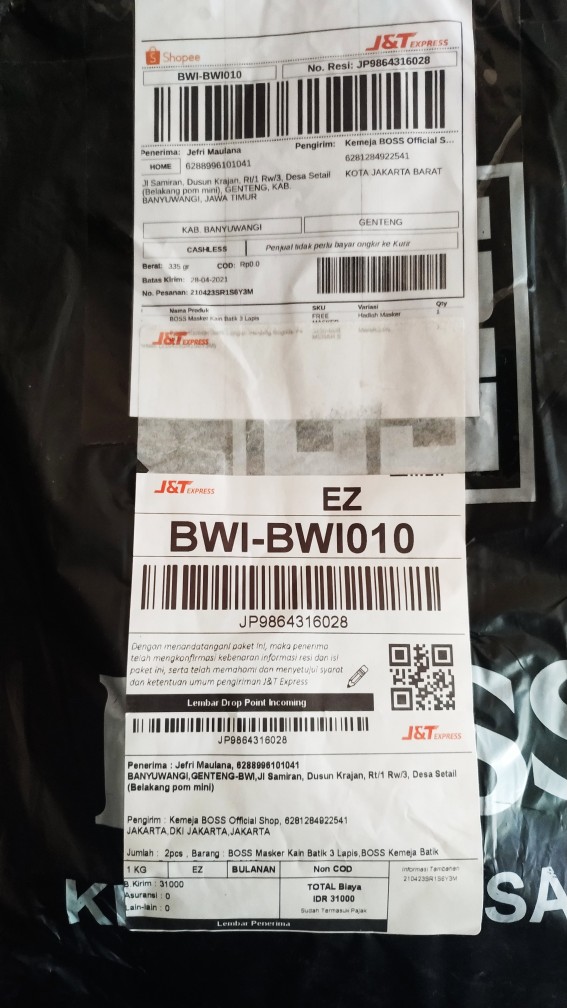 Shopee
J&T EXPRESS
BWI-BWI010
No. Resi: JP9864316028
Penerima: Jefri Maulana
Pengirim: Kemeja BOSS Official S...
HOME 6288996101041
6281284922541
Jl Samiran, Dusun Krajan, Rt/1 Rw/3, Desa Setail
(Belakang pom mini), GENTENG, KAB.
BANYUWANGI, JAWA TIMUR
KOTA JAKARTA BARAT
KAB. BANYUWANGI
GENTENG
CASHLESS
Penjual tidak perlu bayar ongkir ke Kurir
Berat: 335 gr COD: Rp0.0
Batas Kirim: 28-04-2021
No. Pesanan: 210423SR1S6Y3M
Nama Produk SKU Variasi Qty
BOSS Masker Kain Batik 3 Lapis FREE Hadiah Masker
J&T EXPRESS
J&T EXPRESS
EZ
BWI-BWI010
JP9864316028
Dengan menandatangani paket ini, maka penerima
telah mengkonfirmasi kebenaran informasi resi dan isi
paket ini, serta telah memahami dan menyetujui syarat
dan ketentuan umum pengiriman J&T Express
Lembar Drop Point Incoming
JP9864316028
J&T EXPRESS
Penerima : Jefri Maulana, 6288996101041
BANYUWANGI,GENTENG-BWI,Jl Samiran, Dusun Krajan, Rt/1 Rw/3, Desa Setail
(Belakang pom mini)
Pengirim : Kemeja BOSS Official Shop, 6281284922541
JAKARTA,DKI JAKARTA,JAKARTA
Jumlah : 2pcs , Barang : BOSS Masker Kain Batik 3 Lapis,BOSS Kemeja Batik
1 KG EZ BULANAN Non COD
Informasi Tambahan
210423SR1S6Y3M
B. Kirim : 31000
Asuransi : 0
Lain-lain : 0
TOTAL Biaya
IDR 31000
Sudah Termasuk Pajak
Lembar Penerima